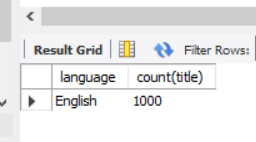 Result Grid Filter Rows:
language count(title)
English 1000